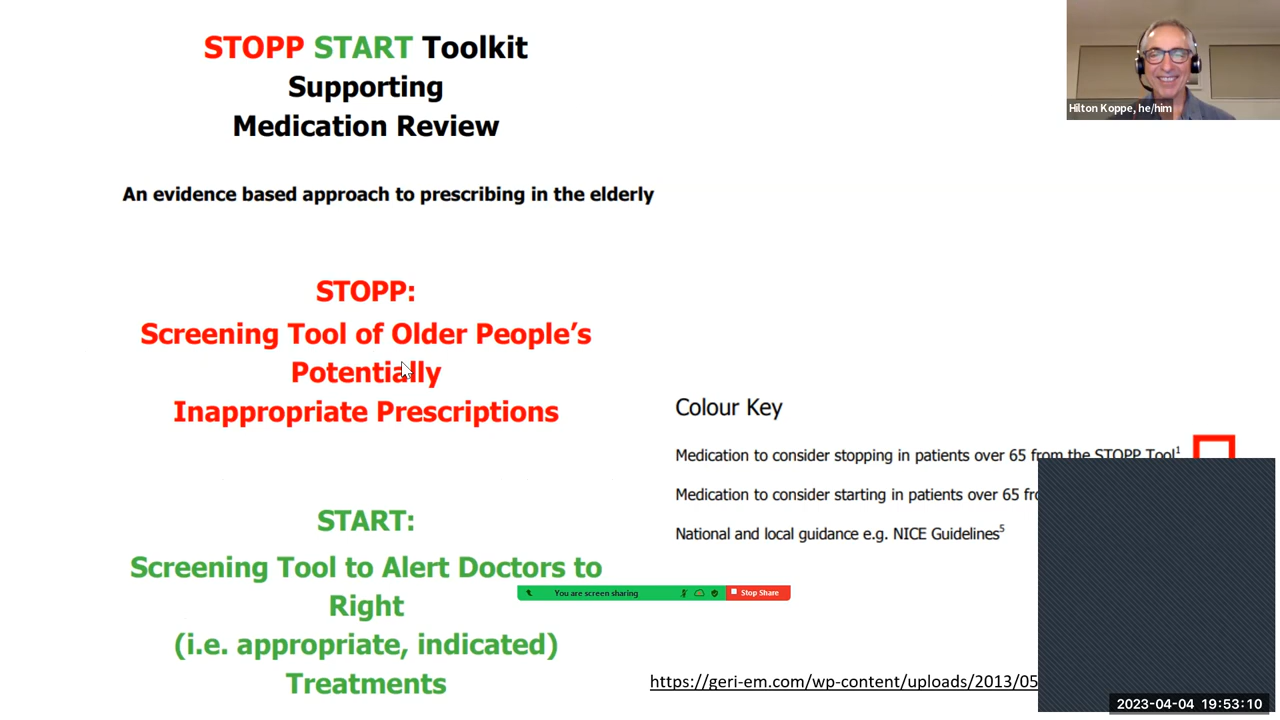 STOPP START Toolkit
Supporting
Medication Review
An evidence based approach to prescribing in the elderly
STOPP:
Screening Tool of Older People's
Potentially
Inappropriate Prescriptions
START:
Screening Tool to Alert Doctors to
Right
(i.e. appropriate, indicated)
Treatments
Hilton Koppe, he/him
Colour Key
Medication to consider stopping in patients over 65 from the STOPP Tool¹
Medication to consider starting in patients over 65
National and local guidance e.g. NICE Guidelines⁵
You are screen sharing
Stop Share
https://geri-em.com/wp-content/uploads/2013/05
2023-04-04 19:53:10